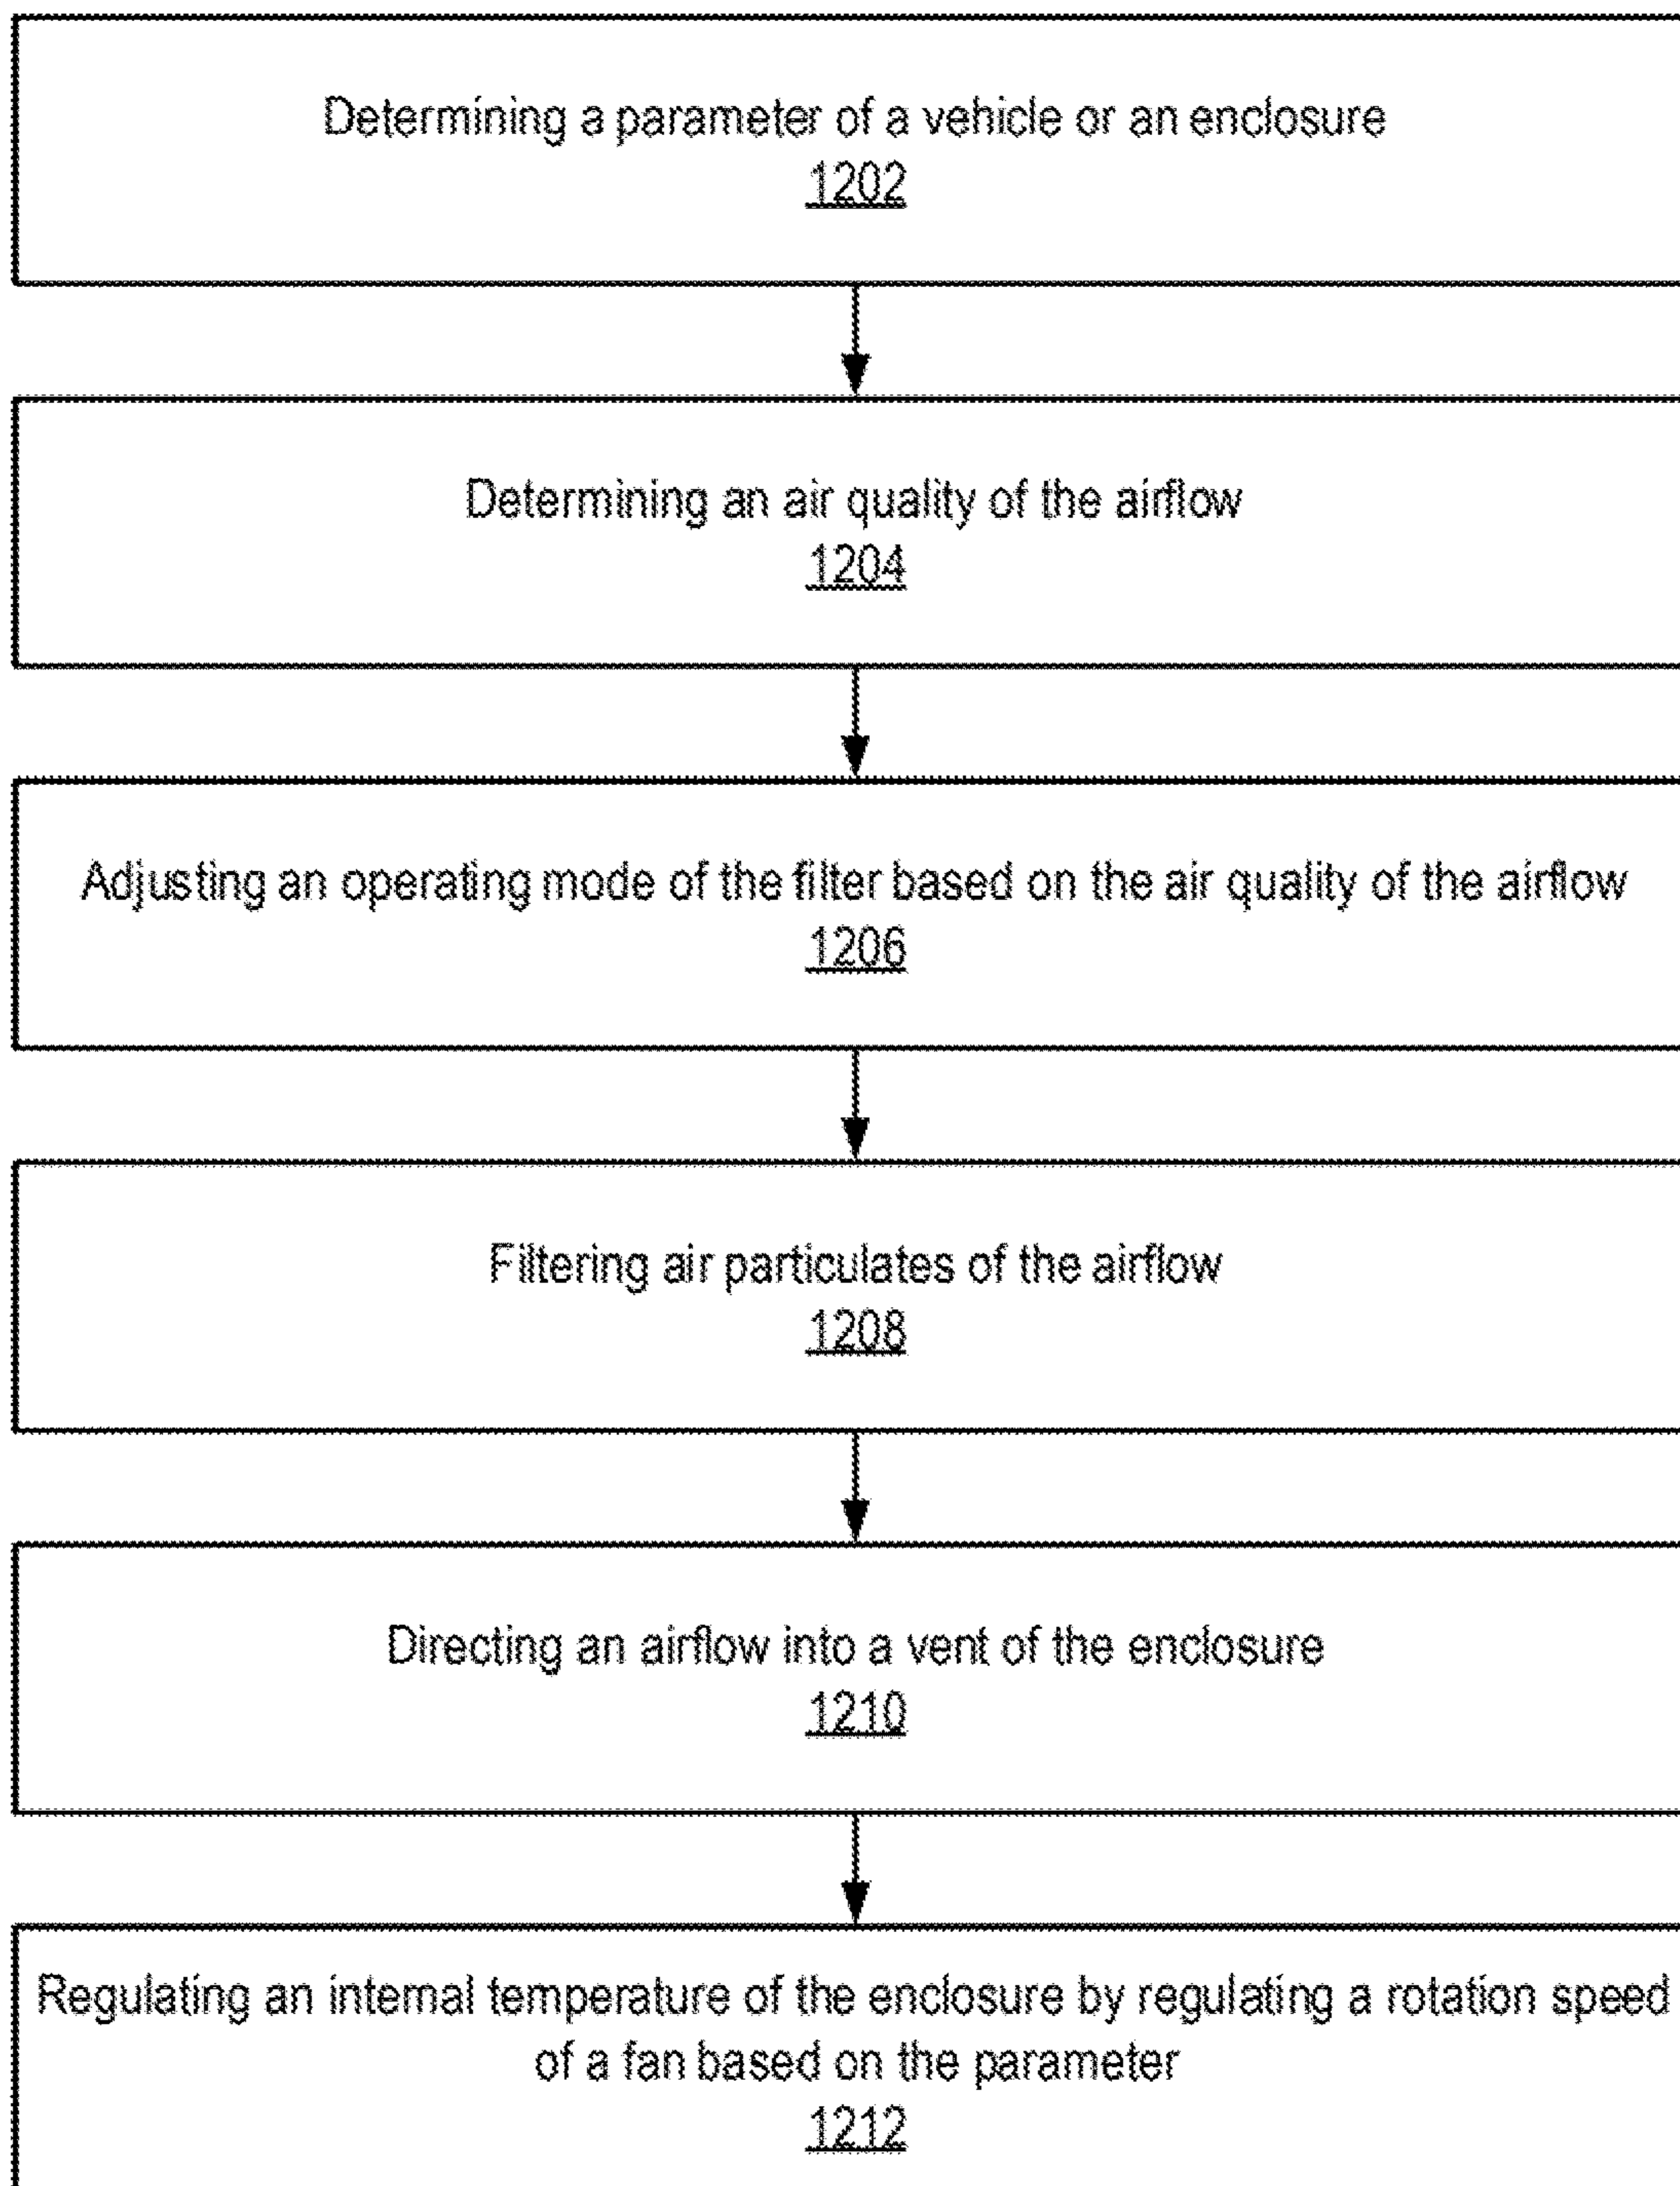 Determining a parameter of a vehicle or an enclosure
1202
Determining an air quality of the airflow
1204
Adjusting an operating mode of the filter based on the air quality of the airflow
1206
Filtering air particulates of the airflow
1208
Directing an airflow into a vent of the enclosure
1210
Regulating an internal temperature of the enclosure by regulating a rotation speed
of a fan based on the parameter
1212